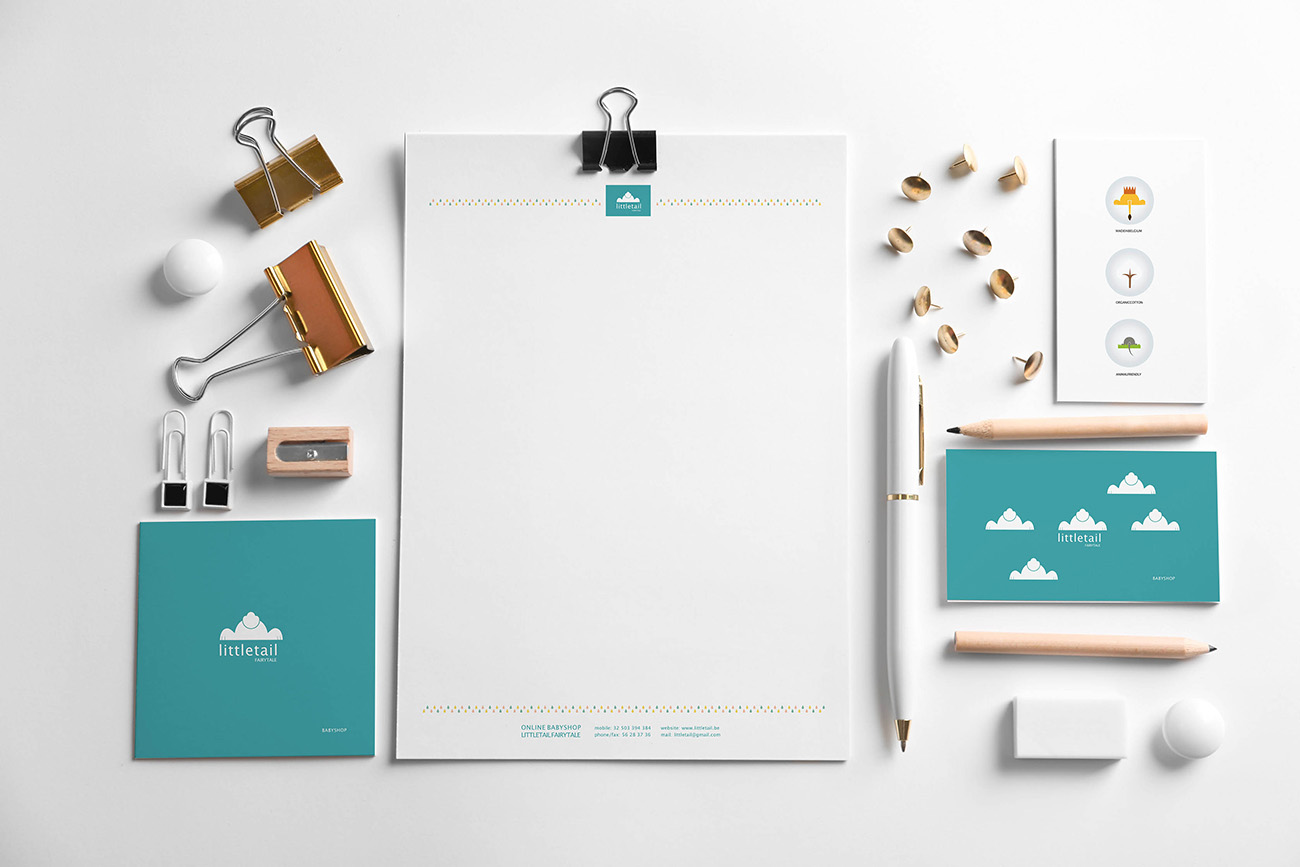 littletail
MADEINBELGIUM
ORGANICCOTTON
ANIMALFRIENDLY
littletail
FAIRYTALE
BABYSHOP
littletail
FAIRYTALE
BABYSHOP
ONLINE BABYSHOP
LITTLETAILFAIRYTALE
mobile: 32 503 394 384
phone/fax: 56 28 37 36
website: www.littletail.be
mail: littletail@gmail.com